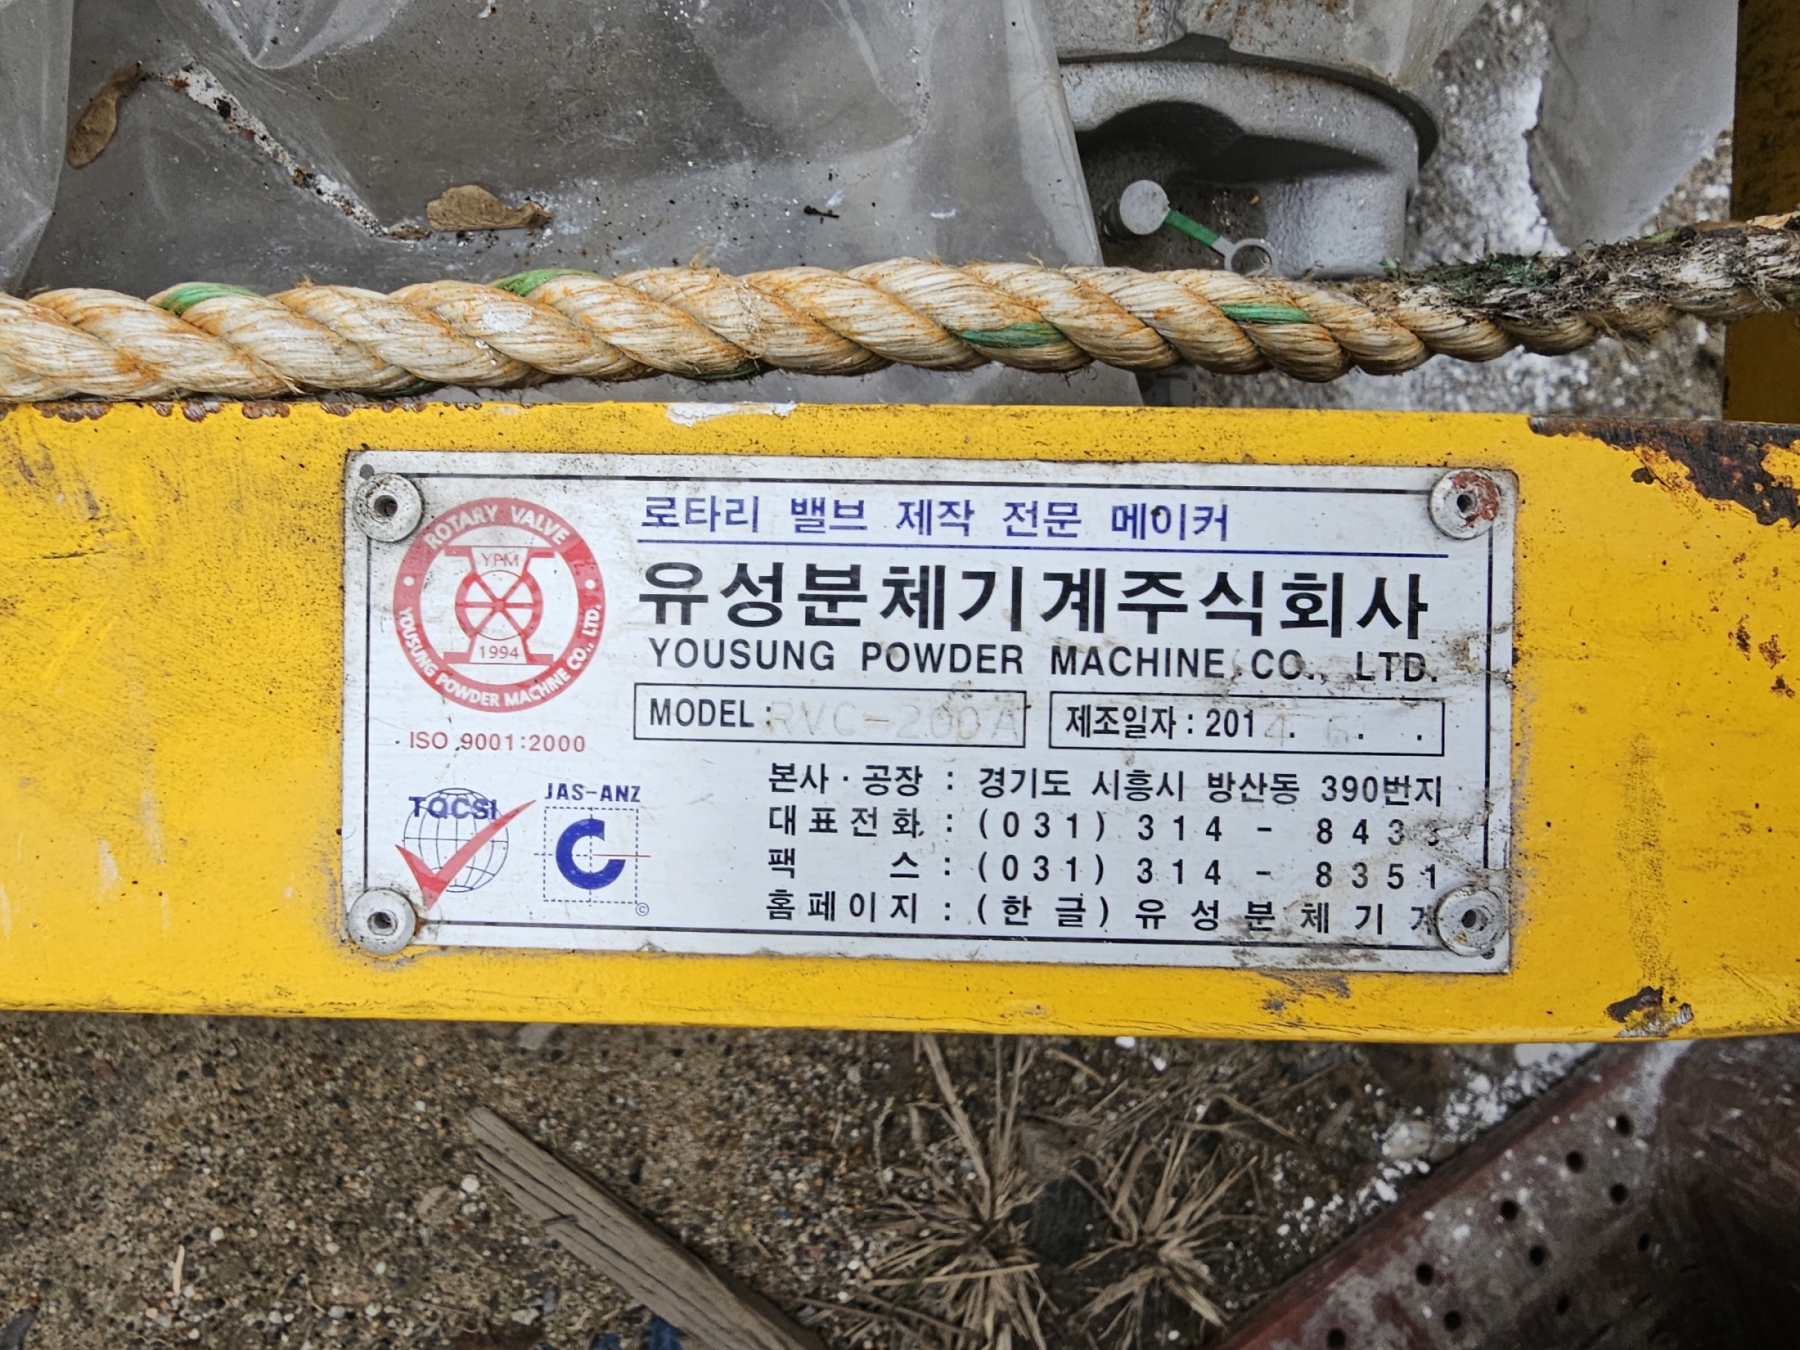 ROTARY VALVE
YPM
1994
YOUSUNG POWDER MACHINE CO., LTD.
ISO 9001:2000
TQCSI
JAS-ANZ
©
로타리 밸브 제작 전문 메이커
유성분체기계주식회사
YOUSUNG POWDER MACHINE CO., LTD.
MODEL : RVC-200A
제조일자 : 2014. 6. .
본사 · 공장 : 경기도 시흥시 방산동 390번지
대표전화 : (031) 314 -
팩 스 : (031) 314 - 8351
홈페이지 : (한글) 유성분체기계